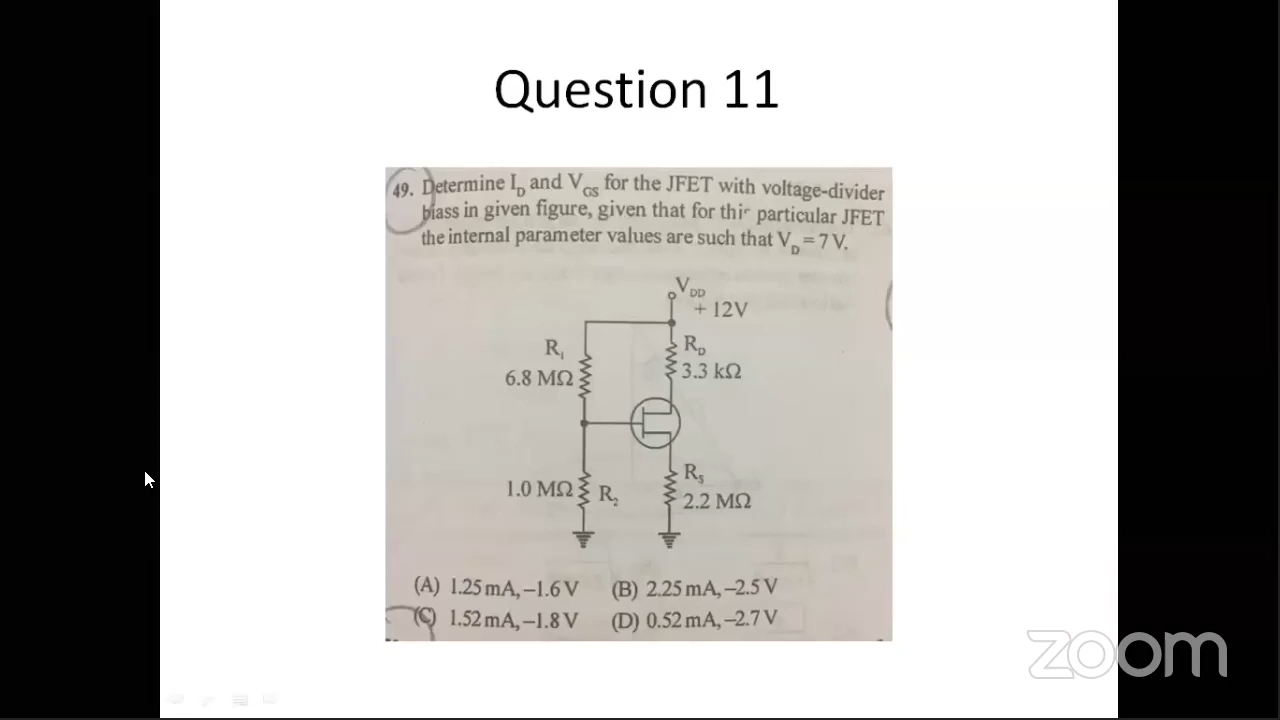 Question 11
49. Determine I_D and V_GS for the JFET with voltage-divider
biass in given figure, given that for this particular JFET
the internal parameter values are such that V_D = 7 V.
V_DD
+ 12V
R_1
R_D
6.8 MΩ
3.3 kΩ
R_S
1.0 MΩ
R_2
2.2 MΩ
(A) 1.25 mA, –1.6 V (B) 2.25 mA, –2.5 V
(C) 1.52 mA, –1.8 V (D) 0.52 mA, –2.7 V
zoom